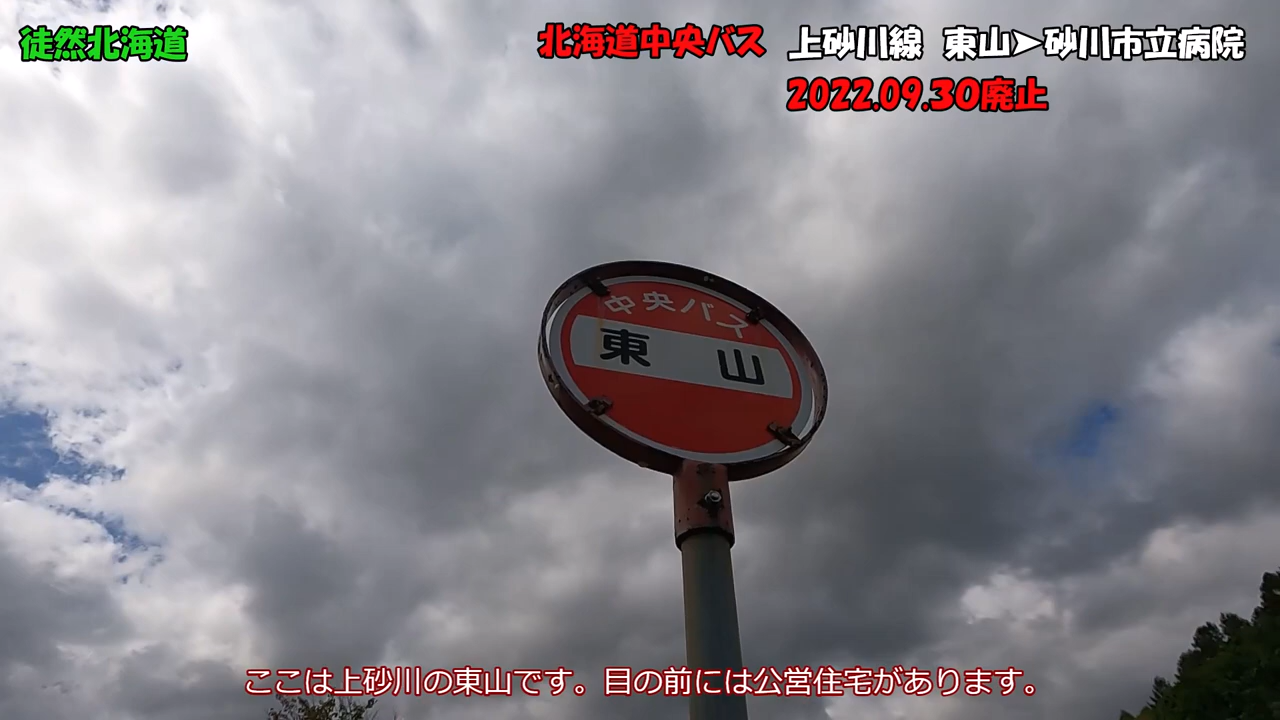 徒然北海道
北海道中央バス 上砂川線 東山➤砂川市立病院
2022.09.30廃止
中央バス
東山
ここは上砂川の東山です。目の前には公営住宅があります。